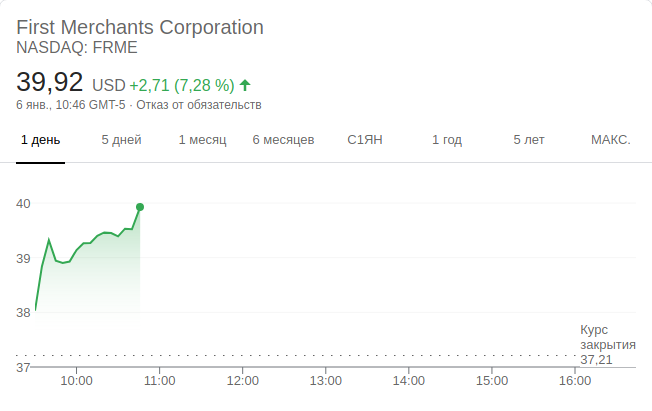 First Merchants Corporation
NASDAQ: FRME
39,92 USD +2,71 (7,28 %)
6 янв., 10:46 GMT-5 · Отказ от обязательств
1 день 5 дней 1 месяц 6 месяцев С1ЯН 1 год 5 лет МАКС.
40
39
38
37
Курс
закрытия
37,21
10:00 11:00 12:00 13:00 14:00 15:00 16:00